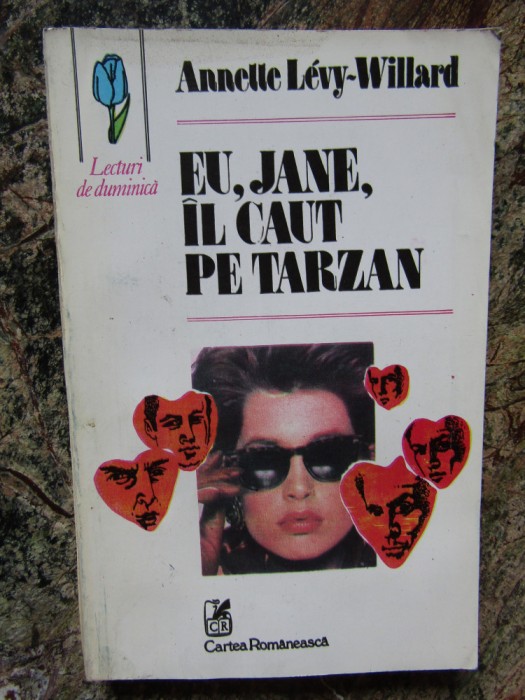 Annette Lévy-Willard
Lecturi
de duminică
EU, JANE,
ÎL CAUT
PE TARZAN
CR
Cartea Românească